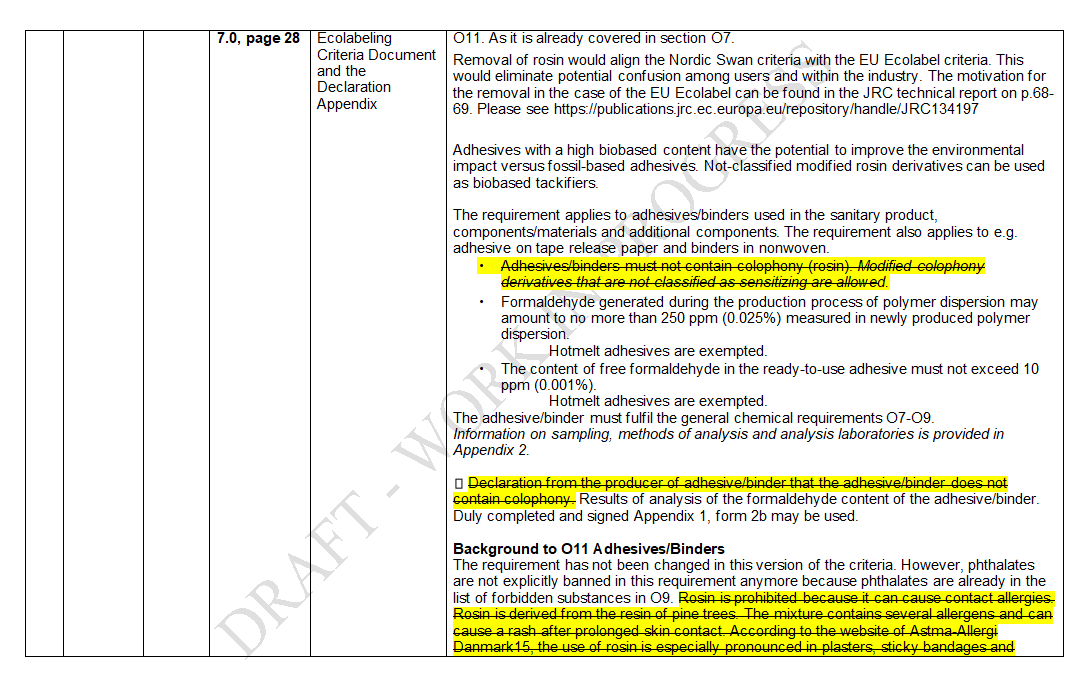 7.0, page 28
Ecolabeling
Criteria Document
and the
Declaration
Appendix
O11. As it is already covered in section O7.
Removal of rosin would align the Nordic Swan criteria with the EU Ecolabel criteria. This
would eliminate potential confusion among users and within the industry. The motivation for
the removal in the case of the EU Ecolabel can be found in the JRC technical report on p.68-
69. Please see https://publications.jrc.ec.europa.eu/repository/handle/JRC134197
Adhesives with a high biobased content have the potential to improve the environmental
impact versus fossil-based adhesives. Not-classified modified rosin derivatives can be used
as biobased tackifiers.
The requirement applies to adhesives/binders used in the sanitary product,
components/materials and additional components. The requirement also applies to e.g.
adhesive on tape release paper and binders in nonwoven.
• Adhesives/binders must not contain colophony (rosin). Modified colophony
derivatives that are not classified as sensitizing are allowed.
• Formaldehyde generated during the production process of polymer dispersion may
amount to no more than 250 ppm (0.025%) measured in newly produced polymer
dispersion.
Hotmelt adhesives are exempted.
• The content of free formaldehyde in the ready-to-use adhesive must not exceed 10
ppm (0.001%).
Hotmelt adhesives are exempted.
The adhesive/binder must fulfil the general chemical requirements O7-O9.
Information on sampling, methods of analysis and analysis laboratories is provided in
Appendix 2.
▯ Declaration from the producer of adhesive/binder that the adhesive/binder does not
contain colophony. Results of analysis of the formaldehyde content of the adhesive/binder.
Duly completed and signed Appendix 1, form 2b may be used.
Background to O11 Adhesives/Binders
The requirement has not been changed in this version of the criteria. However, phthalates
are not explicitly banned in this requirement anymore because phthalates are already in the
list of forbidden substances in O9. Rosin is prohibited because it can cause contact allergies.
Rosin is derived from the resin of pine trees. The mixture contains several allergens and can
cause a rash after prolonged skin contact. According to the website of Astma-Allergi
Danmark15, the use of rosin is especially pronounced in plasters, sticky bandages and
DRAFT - WORK IN PROGRESS